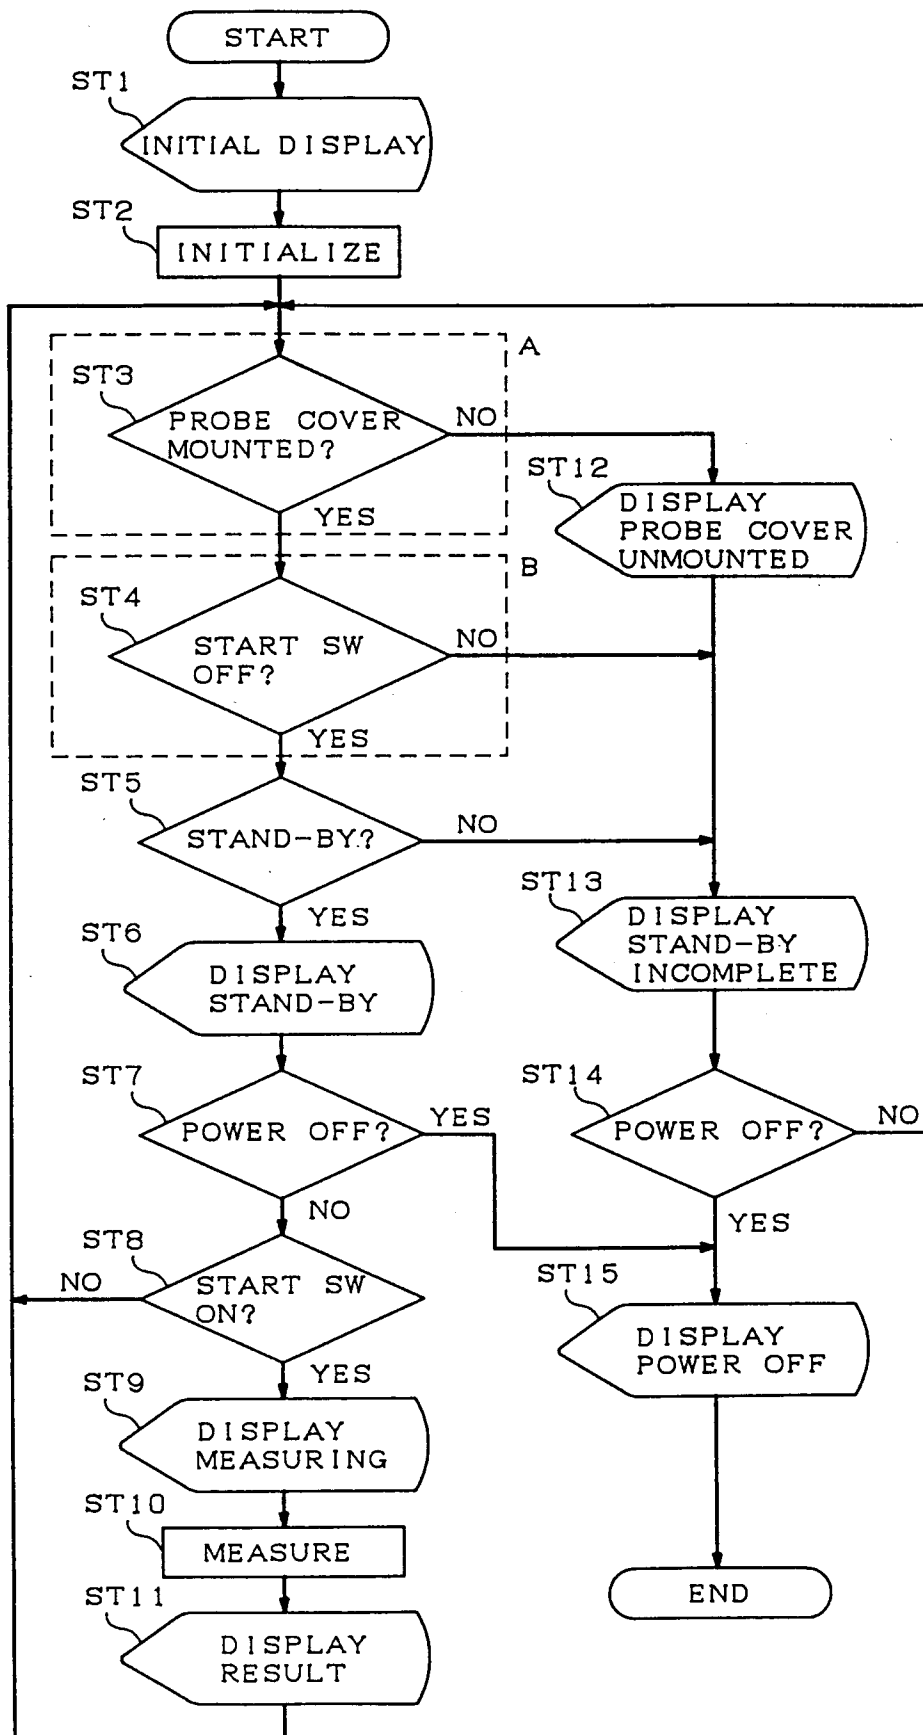 START
ST1
INITIAL DISPLAY
ST2
INITIALIZE
A
ST3
PROBE COVER
MOUNTED?
NO
YES
ST12
DISPLAY
PROBE COVER
UNMOUNTED
B
ST4
START SW
OFF?
NO
YES
ST5
STAND-BY?
NO
YES
ST13
DISPLAY
STAND-BY
INCOMPLETE
ST6
DISPLAY
STAND-BY
ST7
POWER OFF?
YES
NO
ST14
POWER OFF?
NO
YES
ST8
START SW
ON?
NO
YES
ST15
DISPLAY
POWER OFF
ST9
DISPLAY
MEASURING
ST10
MEASURE
END
ST11
DISPLAY
RESULT